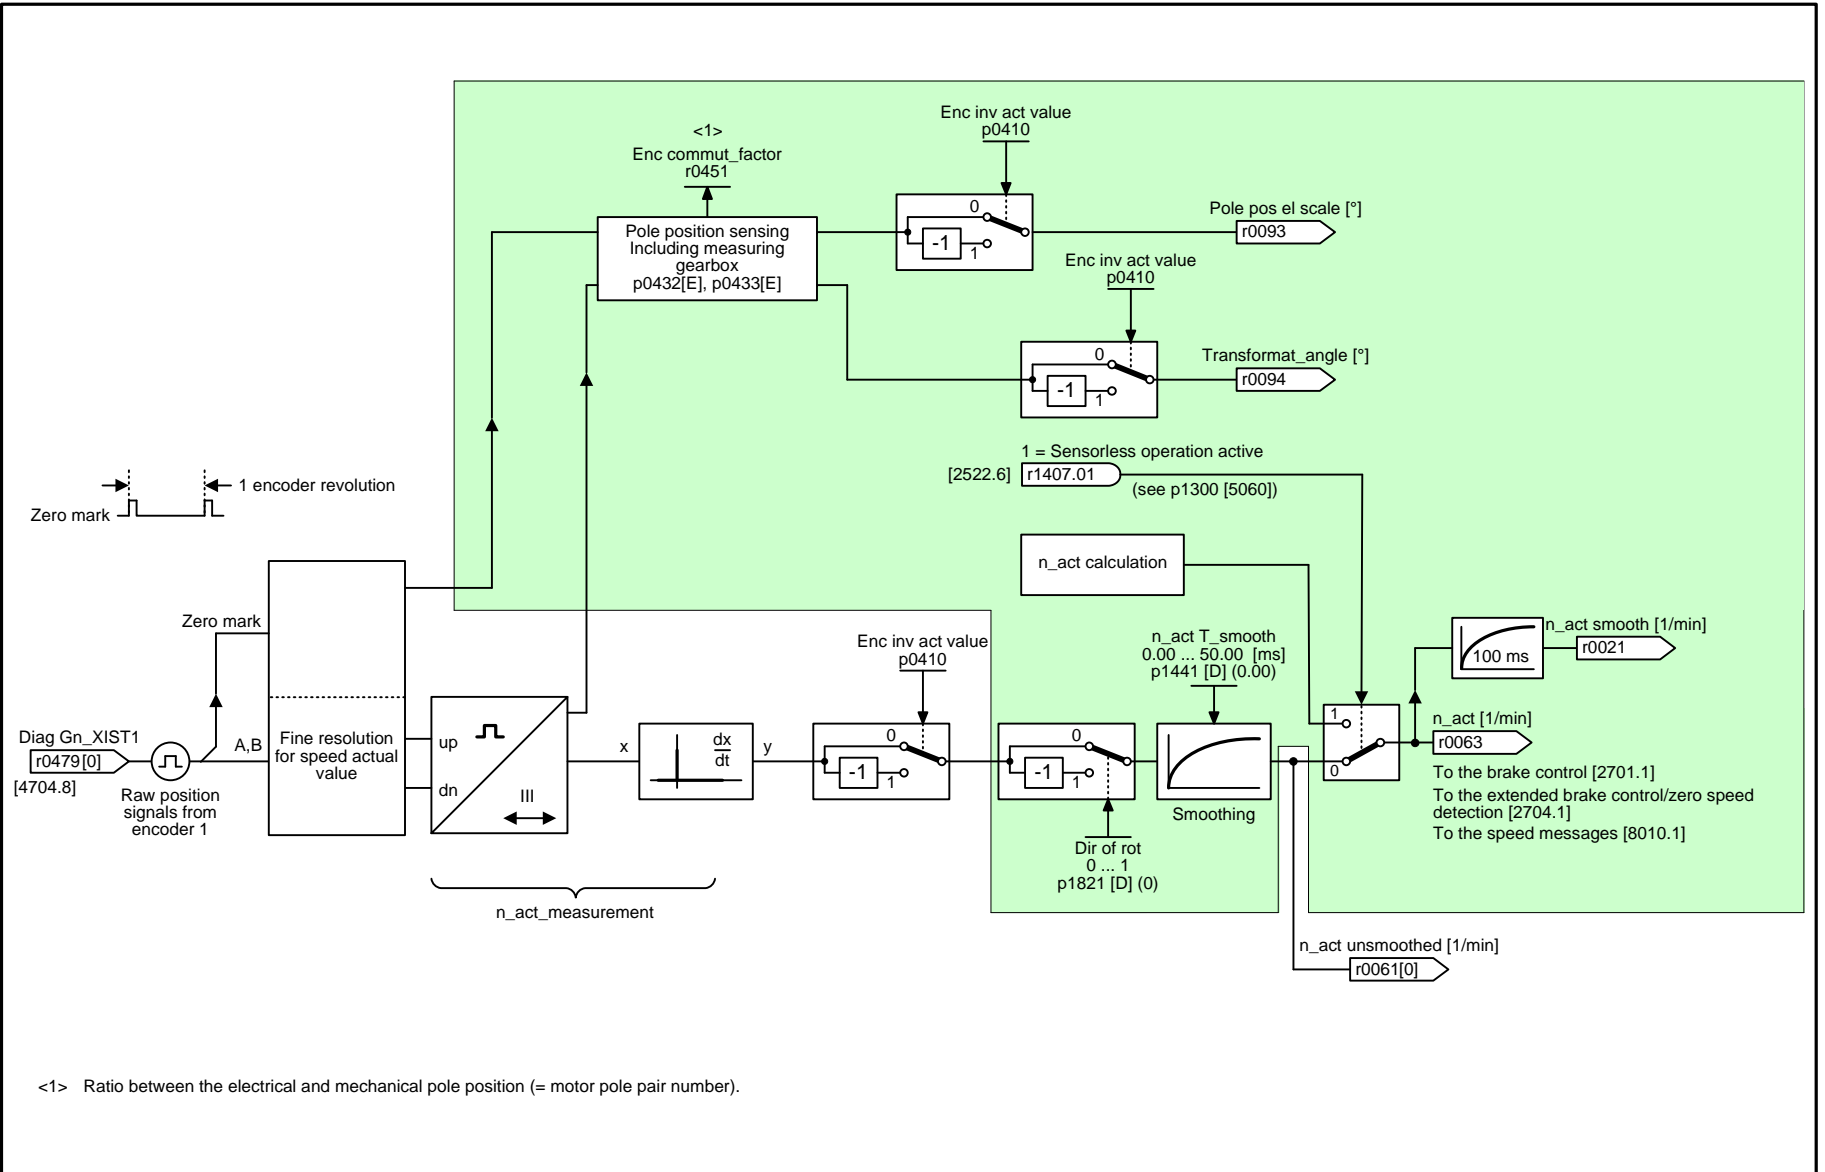 Enc inv act value
p0410
<1>
Enc commut_factor
r0451
Pole position sensing
Including measuring
gearbox
p0432[E], p0433[E]
0
-1
1
Pole pos el scale [°]
r0093
Enc inv act value
p0410
0
-1
1
Transformat_angle [°]
r0094
1 = Sensorless operation active
[2522.6]
r1407.01
(see p1300 [5060])
1 encoder revolution
Zero mark
n_act calculation
Zero mark
Enc inv act value
p0410
n_act T_smooth
0.00 ... 50.00 [ms]
p1441 [D] (0.00)
n_act smooth [1/min]
100 ms
r0021
Diag Gn_XIST1
r0479[0]
[4704.8]
Raw position
signals from
encoder 1
A,B
Fine resolution
for speed actual
value
up
dn
III
x
dx
dt
y
0
-1
1
0
-1
1
Smoothing
Dir of rot
0 ... 1
p1821 [D] (0)
1
0
n_act [1/min]
r0063
To the brake control [2701.1]
To the extended brake control/zero speed
detection [2704.1]
To the speed messages [8010.1]
n_act_measurement
n_act unsmoothed [1/min]
r0061[0]
<1> Ratio between the electrical and mechanical pole position (= motor pole pair number).